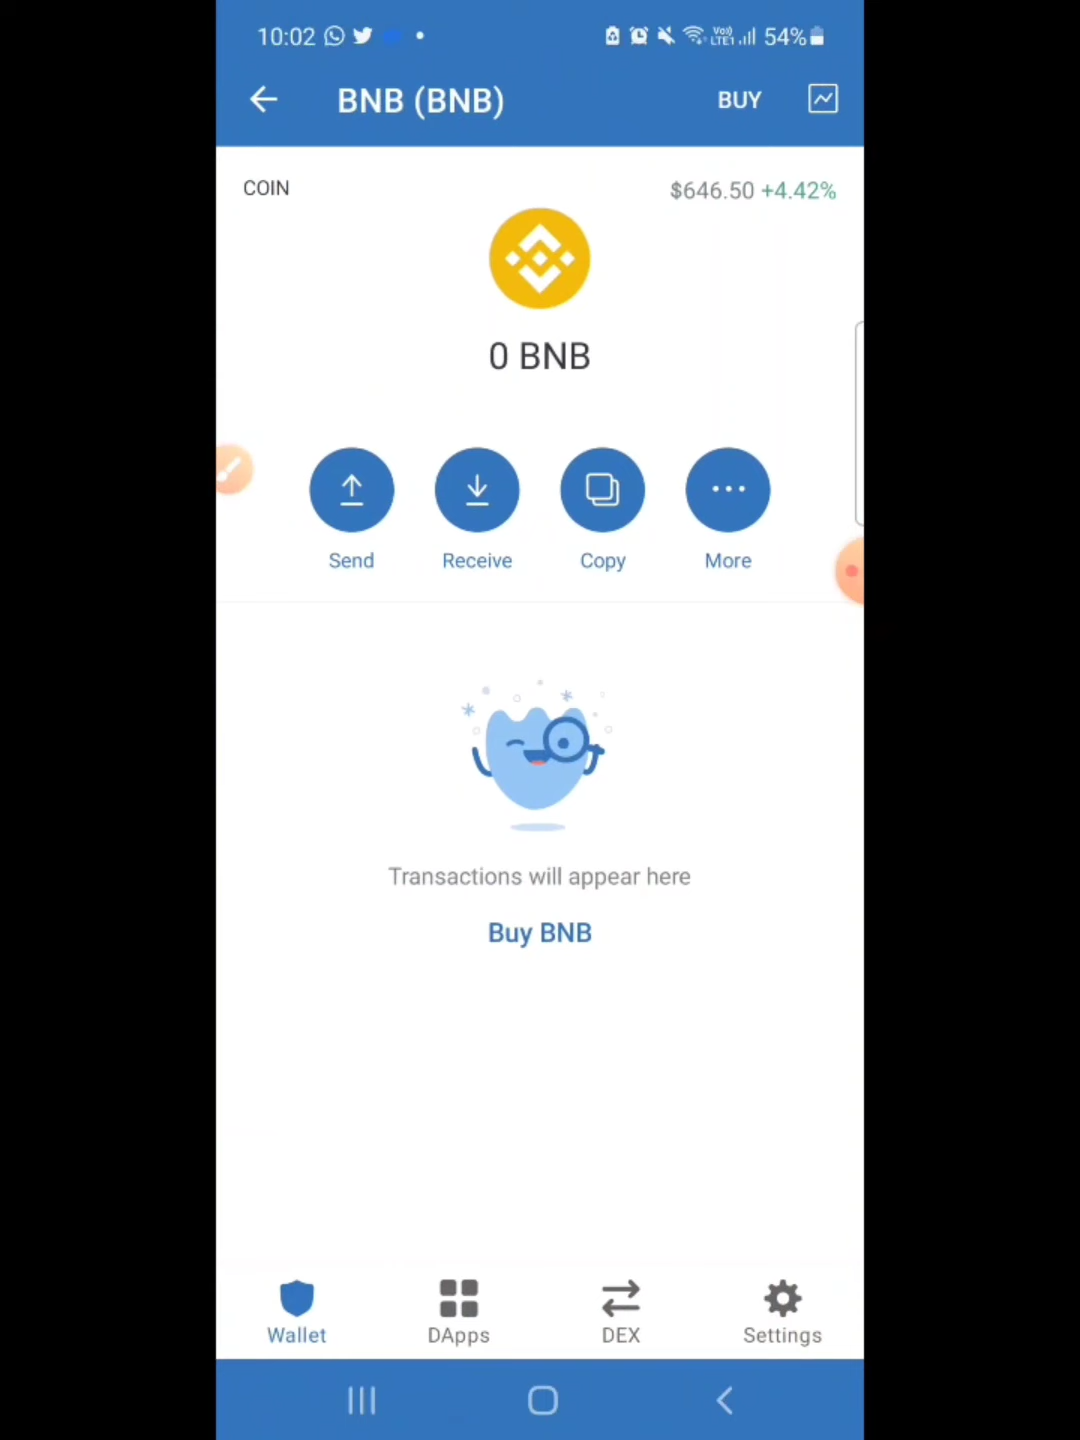 10:02 54%
BNB (BNB) BUY
COIN $646.50 +4.42%
0 BNB
Send Receive Copy More
Transactions will appear here
Buy BNB
Wallet DApps DEX Settings